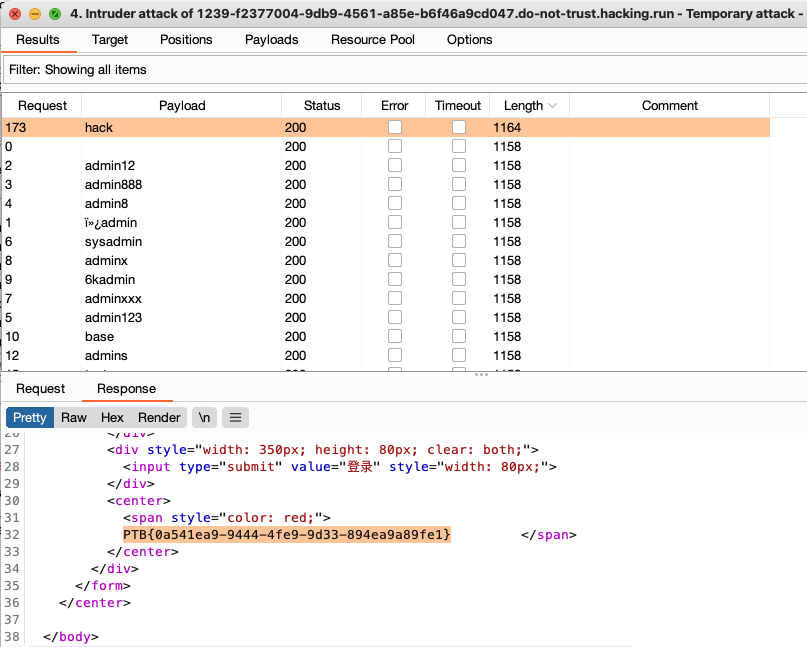 4. Intruder attack of 1239-f2377004-9db9-4561-a85e-b6f46a9cd047.do-not-trust.hacking.run - Temporary attack -
Results Target Positions Payloads Resource Pool Options
Filter: Showing all items
Request Payload Status Error Timeout Length Comment
173 hack 200 1164
0 200 1158
2 admin12 200 1158
3 admin888 200 1158
4 admin8 200 1158
1 ï»¿admin 200 1158
6 sysadmin 200 1158
8 adminx 200 1158
9 6kadmin 200 1158
7 adminxxx 200 1158
5 admin123 200 1158
10 base 200 1158
12 admins 200 1158
Request Response
Pretty Raw Hex Render \n
26 </div>
27 <div style="width: 350px; height: 80px; clear: both;">
28 <input type="submit" value="登录" style="width: 80px;">
29 </div>
30 <center>
31 <span style="color: red;">
32 PTB{0a541ea9-9444-4fe9-9d33-894ea9a89fe1} </span>
33 </center>
34 </div>
35 </form>
36 </center>
37
38 </body>